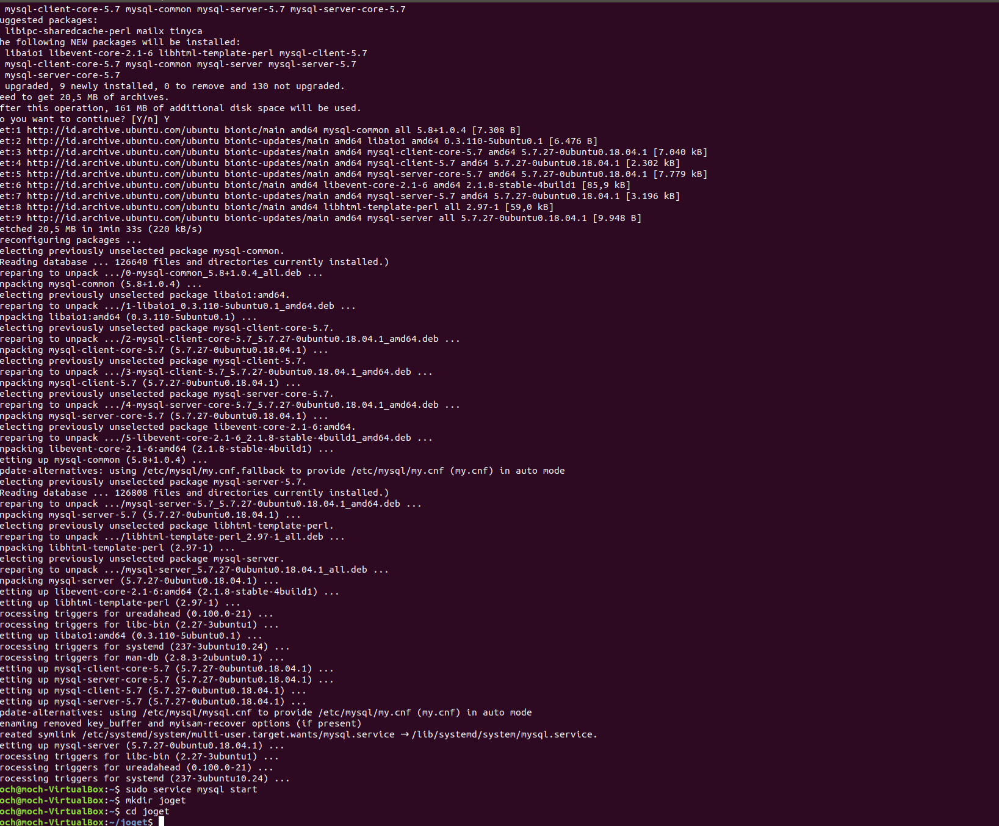 mysql-client-core-5.7 mysql-common mysql-server-5.7 mysql-server-core-5.7
uggested packages:
libipc-sharedcache-perl mailx tinyca
he following NEW packages will be installed:
libaio1 libevent-core-2.1-6 libhtml-template-perl mysql-client-5.7
mysql-client-core-5.7 mysql-common mysql-server mysql-server-5.7
mysql-server-core-5.7
upgraded, 9 newly installed, 0 to remove and 130 not upgraded.
eed to get 20,5 MB of archives.
fter this operation, 161 MB of additional disk space will be used.
o you want to continue? [Y/n] Y
et:1 http://id.archive.ubuntu.com/ubuntu bionic/main amd64 mysql-common all 5.8+1.0.4 [7.308 B]
et:2 http://id.archive.ubuntu.com/ubuntu bionic-updates/main amd64 libaio1 amd64 0.3.110-5ubuntu0.1 [6.476 B]
et:3 http://id.archive.ubuntu.com/ubuntu bionic-updates/main amd64 mysql-client-core-5.7 amd64 5.7.27-0ubuntu0.18.04.1 [7.040 kB]
et:4 http://id.archive.ubuntu.com/ubuntu bionic-updates/main amd64 mysql-client-5.7 amd64 5.7.27-0ubuntu0.18.04.1 [2.302 kB]
et:5 http://id.archive.ubuntu.com/ubuntu bionic-updates/main amd64 mysql-server-core-5.7 amd64 5.7.27-0ubuntu0.18.04.1 [7.779 kB]
et:6 http://id.archive.ubuntu.com/ubuntu bionic/main amd64 libevent-core-2.1-6 amd64 2.1.8-stable-4build1 [85,9 kB]
et:7 http://id.archive.ubuntu.com/ubuntu bionic-updates/main amd64 mysql-server-5.7 amd64 5.7.27-0ubuntu0.18.04.1 [3.196 kB]
et:8 http://id.archive.ubuntu.com/ubuntu bionic/main amd64 libhtml-template-perl all 2.97-1 [59,0 kB]
et:9 http://id.archive.ubuntu.com/ubuntu bionic-updates/main amd64 mysql-server all 5.7.27-0ubuntu0.18.04.1 [9.948 B]
etched 20,5 MB in 1min 33s (220 kB/s)
reconfiguring packages ...
electing previously unselected package mysql-common.
Reading database ... 126640 files and directories currently installed.)
reparing to unpack .../0-mysql-common_5.8+1.0.4_all.deb ...
npacking mysql-common (5.8+1.0.4) ...
electing previously unselected package libaio1:amd64.
reparing to unpack .../1-libaio1_0.3.110-5ubuntu0.1_amd64.deb ...
npacking libaio1:amd64 (0.3.110-5ubuntu0.1) ...
electing previously unselected package mysql-client-core-5.7.
reparing to unpack .../2-mysql-client-core-5.7_5.7.27-0ubuntu0.18.04.1_amd64.deb ...
npacking mysql-client-core-5.7 (5.7.27-0ubuntu0.18.04.1) ...
electing previously unselected package mysql-client-5.7.
reparing to unpack .../3-mysql-client-5.7_5.7.27-0ubuntu0.18.04.1_amd64.deb ...
npacking mysql-client-5.7 (5.7.27-0ubuntu0.18.04.1) ...
electing previously unselected package mysql-server-core-5.7.
reparing to unpack .../4-mysql-server-core-5.7_5.7.27-0ubuntu0.18.04.1_amd64.deb ...
npacking mysql-server-core-5.7 (5.7.27-0ubuntu0.18.04.1) ...
electing previously unselected package libevent-core-2.1-6:amd64.
reparing to unpack .../5-libevent-core-2.1-6_2.1.8-stable-4build1_amd64.deb ...
npacking libevent-core-2.1-6:amd64 (2.1.8-stable-4build1) ...
etting up mysql-common (5.8+1.0.4) ...
pdate-alternatives: using /etc/mysql/my.cnf.fallback to provide /etc/mysql/my.cnf (my.cnf) in auto mode
electing previously unselected package mysql-server-5.7.
Reading database ... 126808 files and directories currently installed.)
reparing to unpack .../mysql-server-5.7_5.7.27-0ubuntu0.18.04.1_amd64.deb ...
npacking mysql-server-5.7 (5.7.27-0ubuntu0.18.04.1) ...
electing previously unselected package libhtml-template-perl.
reparing to unpack .../libhtml-template-perl_2.97-1_all.deb ...
npacking libhtml-template-perl (2.97-1) ...
electing previously unselected package mysql-server.
reparing to unpack .../mysql-server_5.7.27-0ubuntu0.18.04.1_all.deb ...
npacking mysql-server (5.7.27-0ubuntu0.18.04.1) ...
etting up libevent-core-2.1-6:amd64 (2.1.8-stable-4build1) ...
etting up libhtml-template-perl (2.97-1) ...
rocessing triggers for ureadahead (0.100.0-21) ...
rocessing triggers for libc-bin (2.27-3ubuntu1) ...
etting up libaio1:amd64 (0.3.110-5ubuntu0.1) ...
rocessing triggers for systemd (237-3ubuntu10.24) ...
rocessing triggers for man-db (2.8.3-2ubuntu0.1) ...
etting up mysql-client-core-5.7 (5.7.27-0ubuntu0.18.04.1) ...
etting up mysql-server-core-5.7 (5.7.27-0ubuntu0.18.04.1) ...
etting up mysql-client-5.7 (5.7.27-0ubuntu0.18.04.1) ...
etting up mysql-server-5.7 (5.7.27-0ubuntu0.18.04.1) ...
pdate-alternatives: using /etc/mysql/mysql.cnf to provide /etc/mysql/my.cnf (my.cnf) in auto mode
enaming removed key_buffer and myisam-recover options (if present)
reated symlink /etc/systemd/system/multi-user.target.wants/mysql.service → /lib/systemd/system/mysql.service.
etting up mysql-server (5.7.27-0ubuntu0.18.04.1) ...
rocessing triggers for libc-bin (2.27-3ubuntu1) ...
rocessing triggers for ureadahead (0.100.0-21) ...
rocessing triggers for systemd (237-3ubuntu10.24) ...
och@moch-VirtualBox:~$ sudo service mysql start
och@moch-VirtualBox:~$ mkdir joget
och@moch-VirtualBox:~$ cd joget
och@moch-VirtualBox:~/joget$